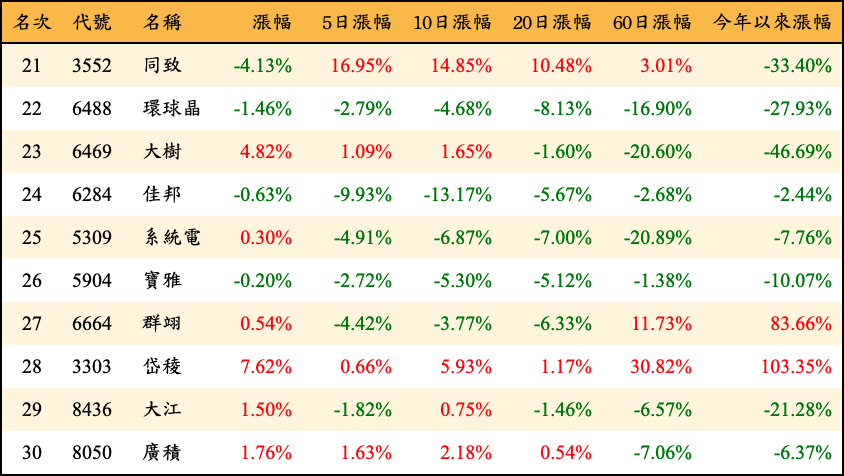 名次 代號 名稱 漲幅 5日漲幅 10日漲幅 20日漲幅 60日漲幅 今年以來漲幅
21 3552 同致 -4.13% 16.95% 14.85% 10.48% 3.01% -33.40%
22 6488 環球晶 -1.46% -2.79% -4.68% -8.13% -16.90% -27.93%
23 6469 大樹 4.82% 1.09% 1.65% -1.60% -20.60% -46.69%
24 6284 佳邦 -0.63% -9.93% -13.17% -5.67% -2.68% -2.44%
25 5309 系統電 0.30% -4.91% -6.87% -7.00% -20.89% -7.76%
26 5904 寶雅 -0.20% -2.72% -5.30% -5.12% -1.38% -10.07%
27 6664 群翊 0.54% -4.42% -3.77% -6.33% 11.73% 83.66%
28 3303 岱稜 7.62% 0.66% 5.93% 1.17% 30.82% 103.35%
29 8436 大江 1.50% -1.82% 0.75% -1.46% -6.57% -21.28%
30 8050 廣積 1.76% 1.63% 2.18% 0.54% -7.06% -6.37%